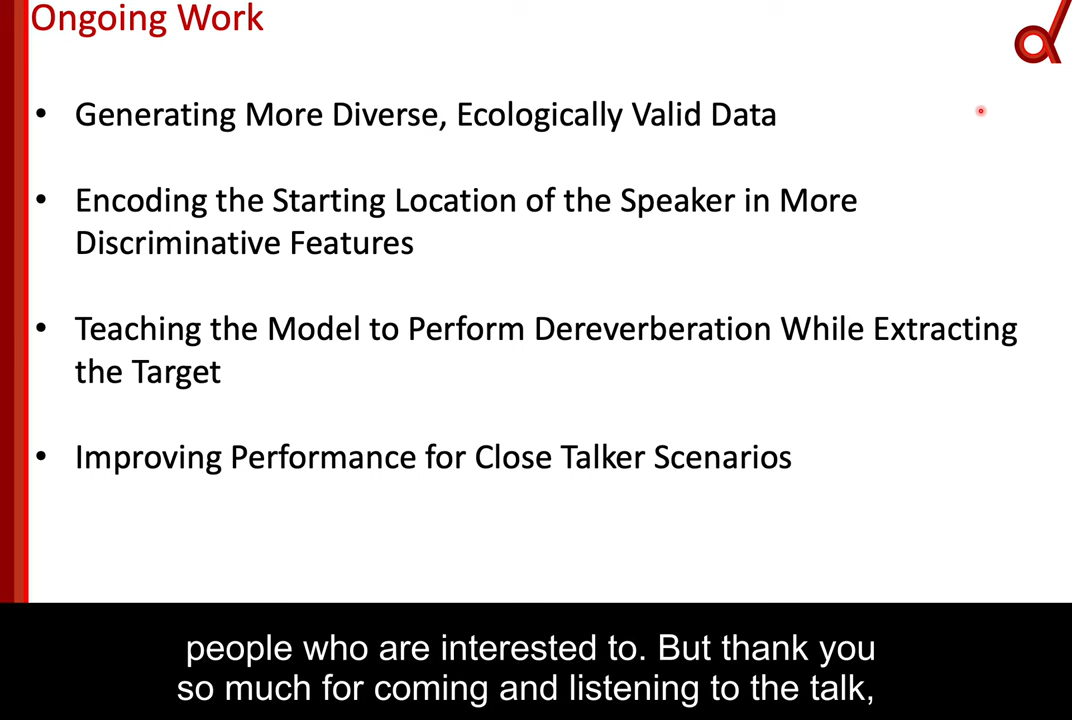 Ongoing Work
• Generating More Diverse, Ecologically Valid Data
• Encoding the Starting Location of the Speaker in More
Discriminative Features
• Teaching the Model to Perform Dereverberation While Extracting
the Target
• Improving Performance for Close Talker Scenarios
people who are interested to. But thank you
so much for coming and listening to the talk,